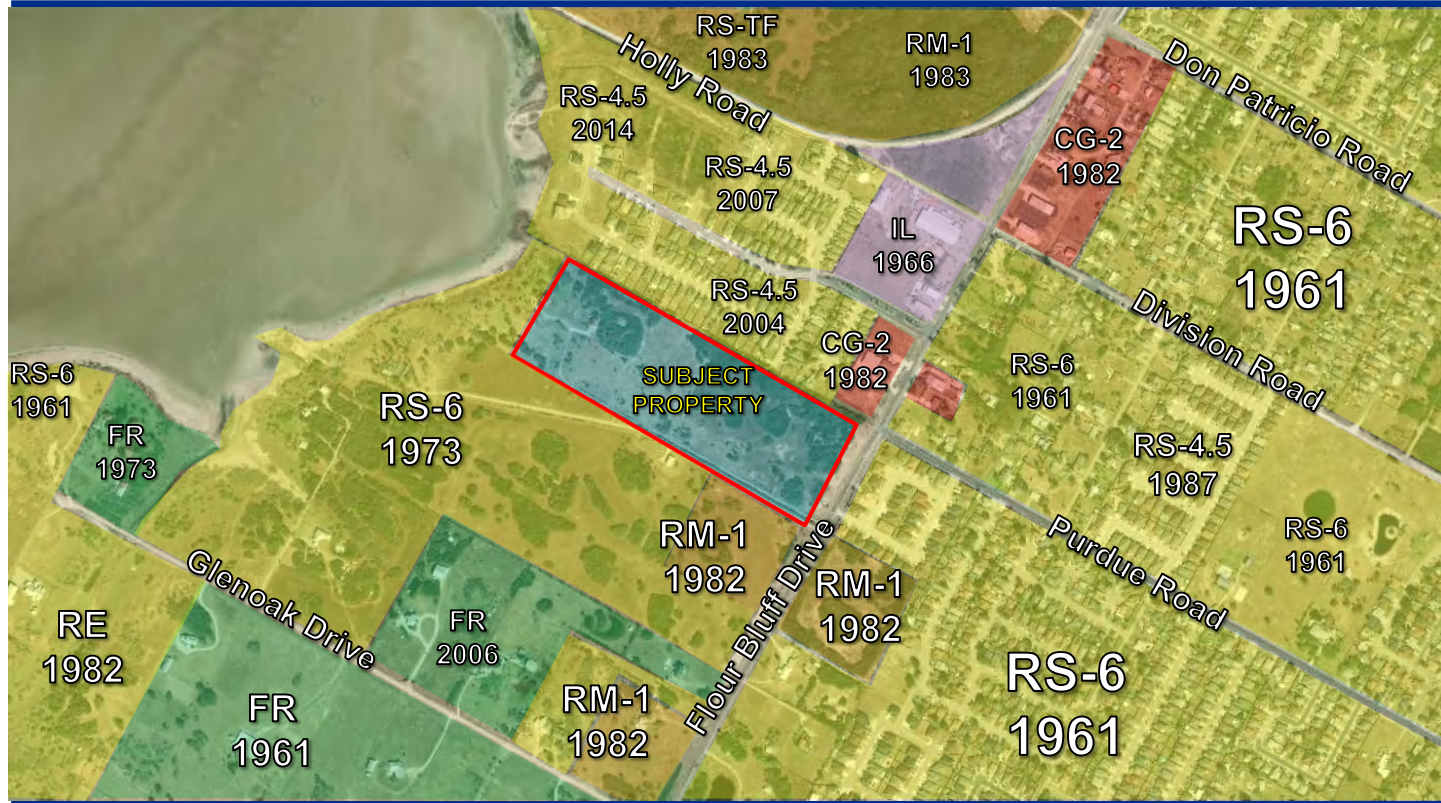 RS-TF
1983
RM-1
1983
Holly Road
Don Patricio Road
RS-4.5
2014
CG-2
1982
RS-4.5
2007
RS-6
1961
IL
1966
RS-4.5
2004
Division Road
CG-2
1982
RS-6
1961
SUBJECT
PROPERTY
RS-6
1961
RS-6
1973
FR
1973
RS-4.5
1987
RS-6
1961
RM-1
1982
Purdue Road
Flour Bluff Drive
RM-1
1982
Glenoak Drive
RE
1982
FR
2006
RS-6
1961
RM-1
1982
FR
1961